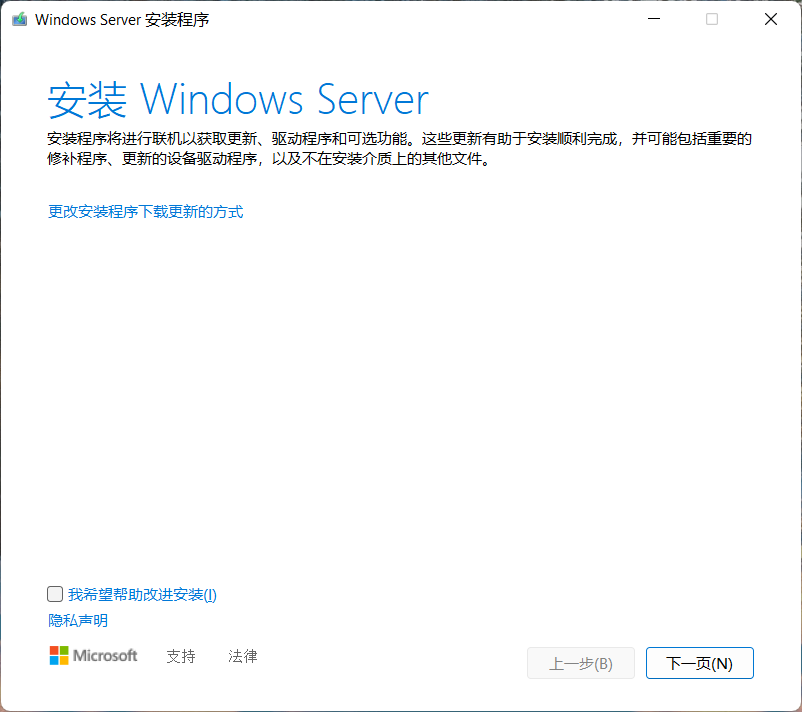 Windows Server 安装程序
安装 Windows Server
安装程序将进行联机以获取更新、驱动程序和可选功能。这些更新有助于安装顺利完成，并可能包括重要的
修补程序、更新的设备驱动程序，以及不在安装介质上的其他文件。
更改安装程序下载更新的方式
我希望帮助改进安装(I)
隐私声明
Microsoft 支持 法律
上一步(B) 下一页(N)